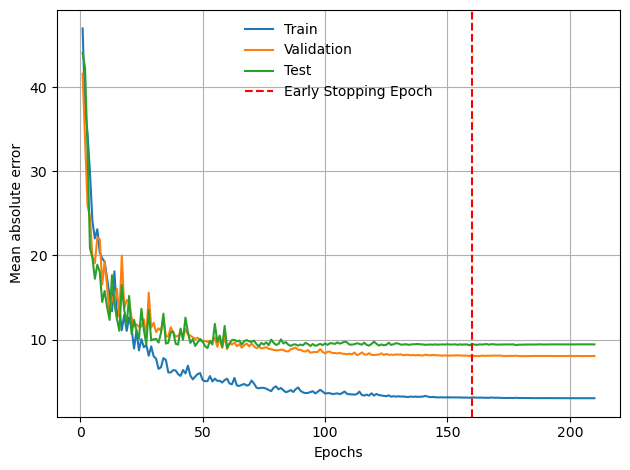 Train
Validation
Test
Early Stopping Epoch
40
30
20
10
Mean absolute error
0 50 100 150 200
Epochs